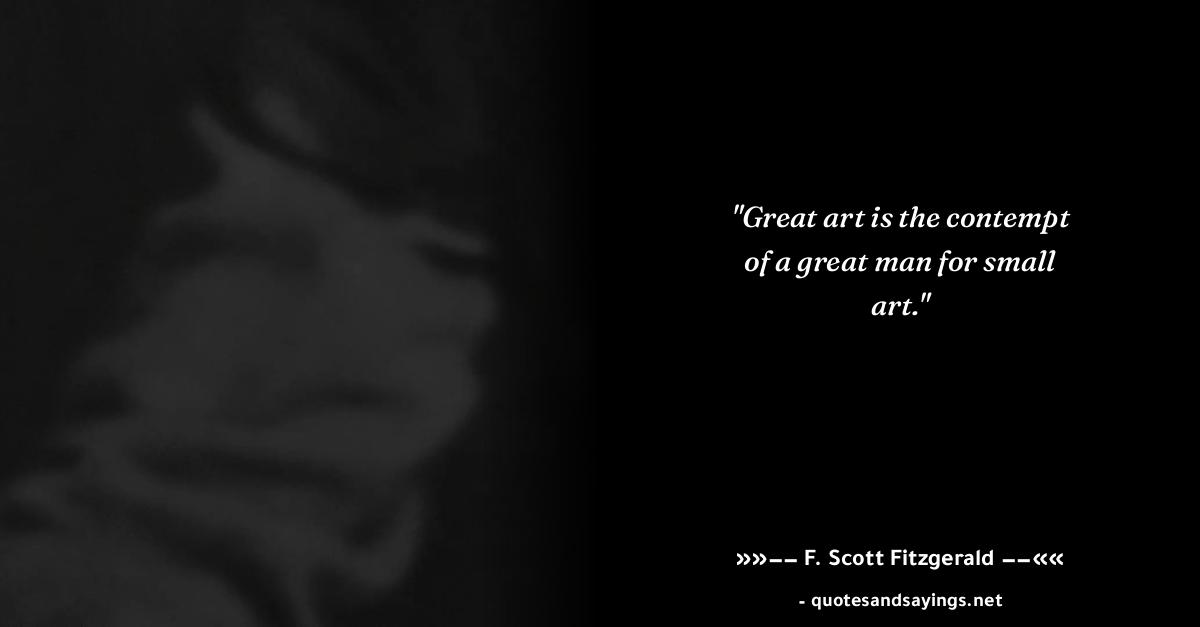 "Great art is the contempt
of a great man for small
art."
»»−− F. Scott Fitzgerald −−««
- quotesandsayings.net